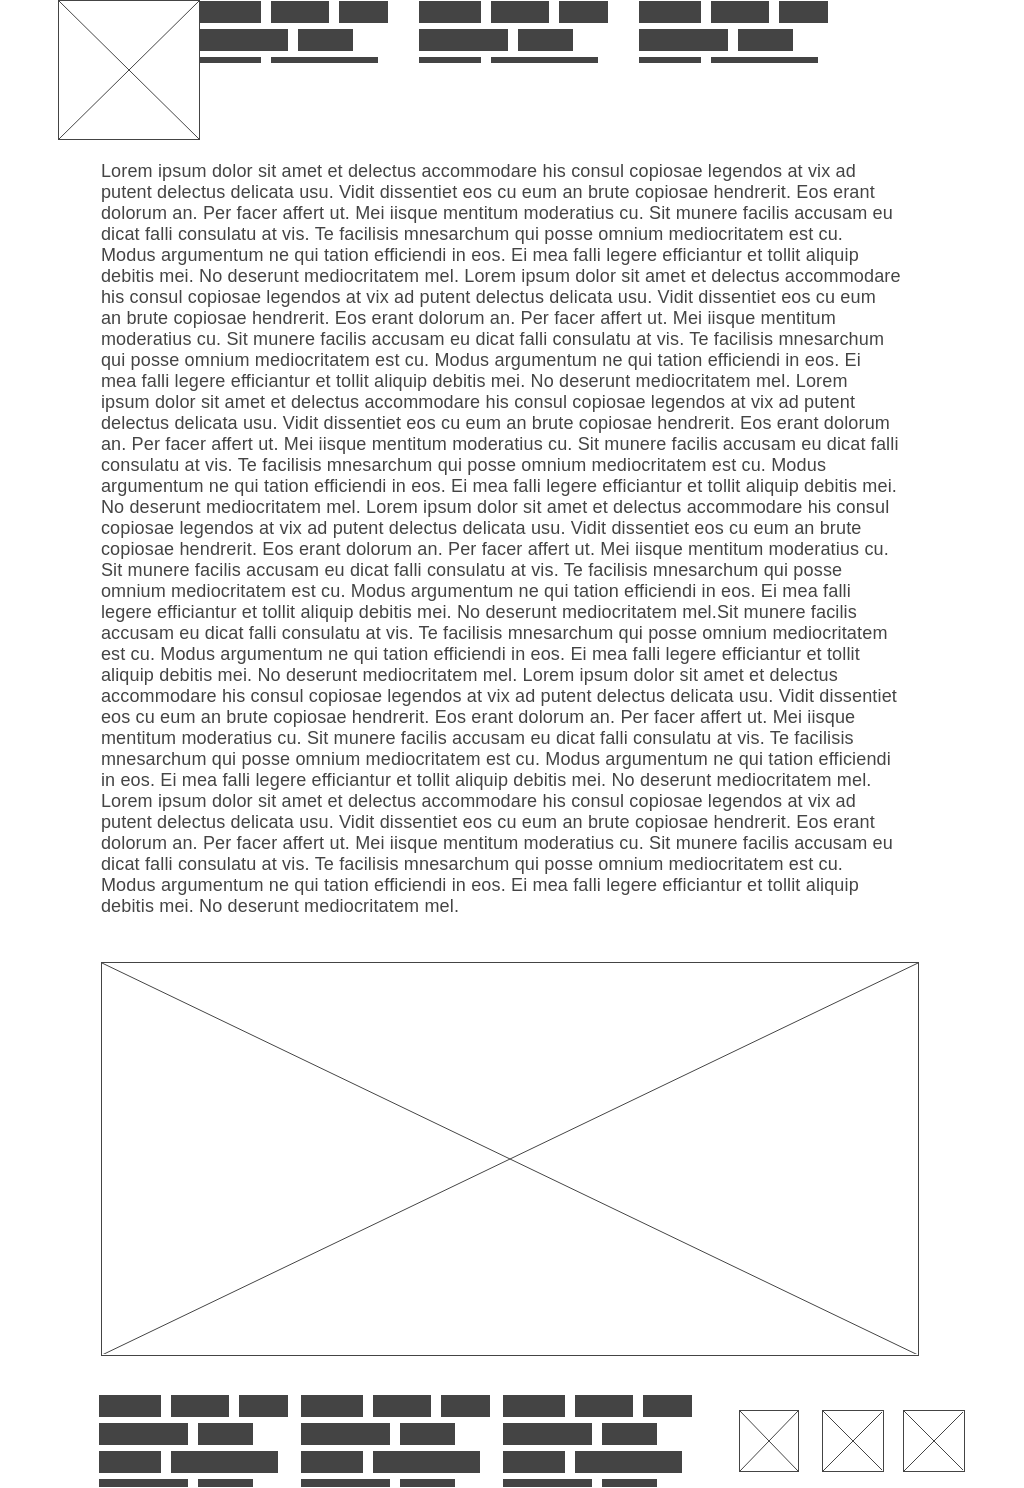 Lorem ipsum dolor sit amet et delectus accommodare his consul copiosae legendos at vix ad
putent delectus delicata usu. Vidit dissentiet eos cu eum an brute copiosae hendrerit. Eos erant
dolorum an. Per facer affert ut. Mei iisque mentitum moderatius cu. Sit munere facilis accusam eu
dicat falli consulatu at vis. Te facilisis mnesarchum qui posse omnium mediocritatem est cu.
Modus argumentum ne qui tation efficiendi in eos. Ei mea falli legere efficiantur et tollit aliquip
debitis mei. No deserunt mediocritatem mel. Lorem ipsum dolor sit amet et delectus accommodare
his consul copiosae legendos at vix ad putent delectus delicata usu. Vidit dissentiet eos cu eum
an brute copiosae hendrerit. Eos erant dolorum an. Per facer affert ut. Mei iisque mentitum
moderatius cu. Sit munere facilis accusam eu dicat falli consulatu at vis. Te facilisis mnesarchum
qui posse omnium mediocritatem est cu. Modus argumentum ne qui tation efficiendi in eos. Ei
mea falli legere efficiantur et tollit aliquip debitis mei. No deserunt mediocritatem mel. Lorem
ipsum dolor sit amet et delectus accommodare his consul copiosae legendos at vix ad putent
delectus delicata usu. Vidit dissentiet eos cu eum an brute copiosae hendrerit. Eos erant dolorum
an. Per facer affert ut. Mei iisque mentitum moderatius cu. Sit munere facilis accusam eu dicat falli
consulatu at vis. Te facilisis mnesarchum qui posse omnium mediocritatem est cu. Modus
argumentum ne qui tation efficiendi in eos. Ei mea falli legere efficiantur et tollit aliquip debitis mei.
No deserunt mediocritatem mel. Lorem ipsum dolor sit amet et delectus accommodare his consul
copiosae legendos at vix ad putent delectus delicata usu. Vidit dissentiet eos cu eum an brute
copiosae hendrerit. Eos erant dolorum an. Per facer affert ut. Mei iisque mentitum moderatius cu.
Sit munere facilis accusam eu dicat falli consulatu at vis. Te facilisis mnesarchum qui posse
omnium mediocritatem est cu. Modus argumentum ne qui tation efficiendi in eos. Ei mea falli
legere efficiantur et tollit aliquip debitis mei. No deserunt mediocritatem mel.Sit munere facilis
accusam eu dicat falli consulatu at vis. Te facilisis mnesarchum qui posse omnium mediocritatem
est cu. Modus argumentum ne qui tation efficiendi in eos. Ei mea falli legere efficiantur et tollit
aliquip debitis mei. No deserunt mediocritatem mel. Lorem ipsum dolor sit amet et delectus
accommodare his consul copiosae legendos at vix ad putent delectus delicata usu. Vidit dissentiet
eos cu eum an brute copiosae hendrerit. Eos erant dolorum an. Per facer affert ut. Mei iisque
mentitum moderatius cu. Sit munere facilis accusam eu dicat falli consulatu at vis. Te facilisis
mnesarchum qui posse omnium mediocritatem est cu. Modus argumentum ne qui tation efficiendi
in eos. Ei mea falli legere efficiantur et tollit aliquip debitis mei. No deserunt mediocritatem mel.
Lorem ipsum dolor sit amet et delectus accommodare his consul copiosae legendos at vix ad
putent delectus delicata usu. Vidit dissentiet eos cu eum an brute copiosae hendrerit. Eos erant
dolorum an. Per facer affert ut. Mei iisque mentitum moderatius cu. Sit munere facilis accusam eu
dicat falli consulatu at vis. Te facilisis mnesarchum qui posse omnium mediocritatem est cu.
Modus argumentum ne qui tation efficiendi in eos. Ei mea falli legere efficiantur et tollit aliquip
debitis mei. No deserunt mediocritatem mel.